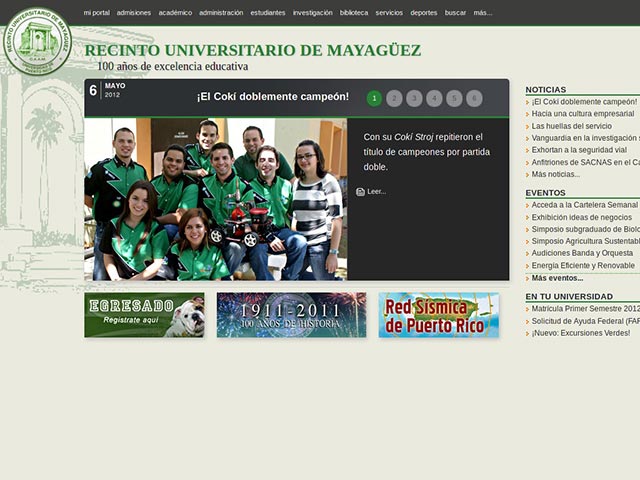 mi portal admisiones académico administración estudiantes investigación biblioteca servicios deportes buscar más...
RECINTO UNIVERSITARIO DE MAYAGÜEZ
RECINTO UNIVERSITARIO DE MAYAGÜEZ
100 años de excelencia educativa
6 MAYO
2012
¡El Cokí doblemente campeón!
1 2 3 4 5 6
Con su Cokí Stroj repitieron el
título de campeones por partida
doble.
Leer...
EGRESADO
Regístrate aquí
1911-2011
100 AÑOS DE HISTORIA
Red Sísmica
de Puerto Rico
NOTICIAS
¡El Cokí doblemente campeón!
Hacia una cultura empresarial
Las huellas del servicio
Vanguardia en la investigación s
Exhortan a la seguridad vial
Anfitriones de SACNAS en el Ca
Más noticias...
EVENTOS
Acceda a la Cartelera Semanal
Exhibición ideas de negocios
Simposio subgraduado de Biolo
Simposio Agricultura Sustentabl
Audiciones Banda y Orquesta
Energía Eficiente y Renovable
Más eventos...
EN TU UNIVERSIDAD
Matrícula Primer Semestre 2012
Solicitud de Ayuda Federal (FAF
¡Nuevo: Excursiones Verdes!